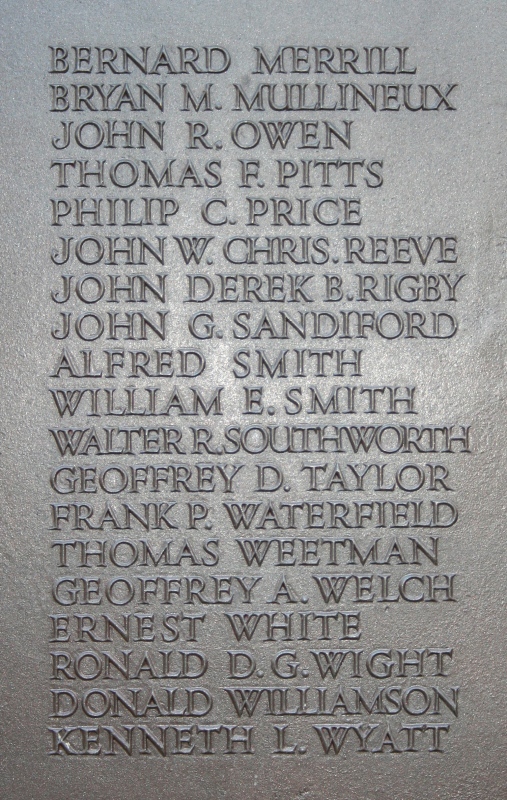 BERNARD MERRILL
BRYAN M. MULLINEUX
JOHN R. OWEN
THOMAS F. PITTS
PHILIP C. PRICE
JOHN W. CHRIS. REEVE
JOHN DEREK B. RIGBY
JOHN G. SANDIFORD
ALFRED SMITH
WILLIAM E. SMITH
WALTER R. SOUTHWORTH
GEOFFREY D. TAYLOR
FRANK P. WATERFIELD
THOMAS WEETMAN
GEOFFREY A. WELCH
ERNEST WHITE
RONALD D. G. WIGHT
DONALD WILLIAMSON
KENNETH L. WYATT